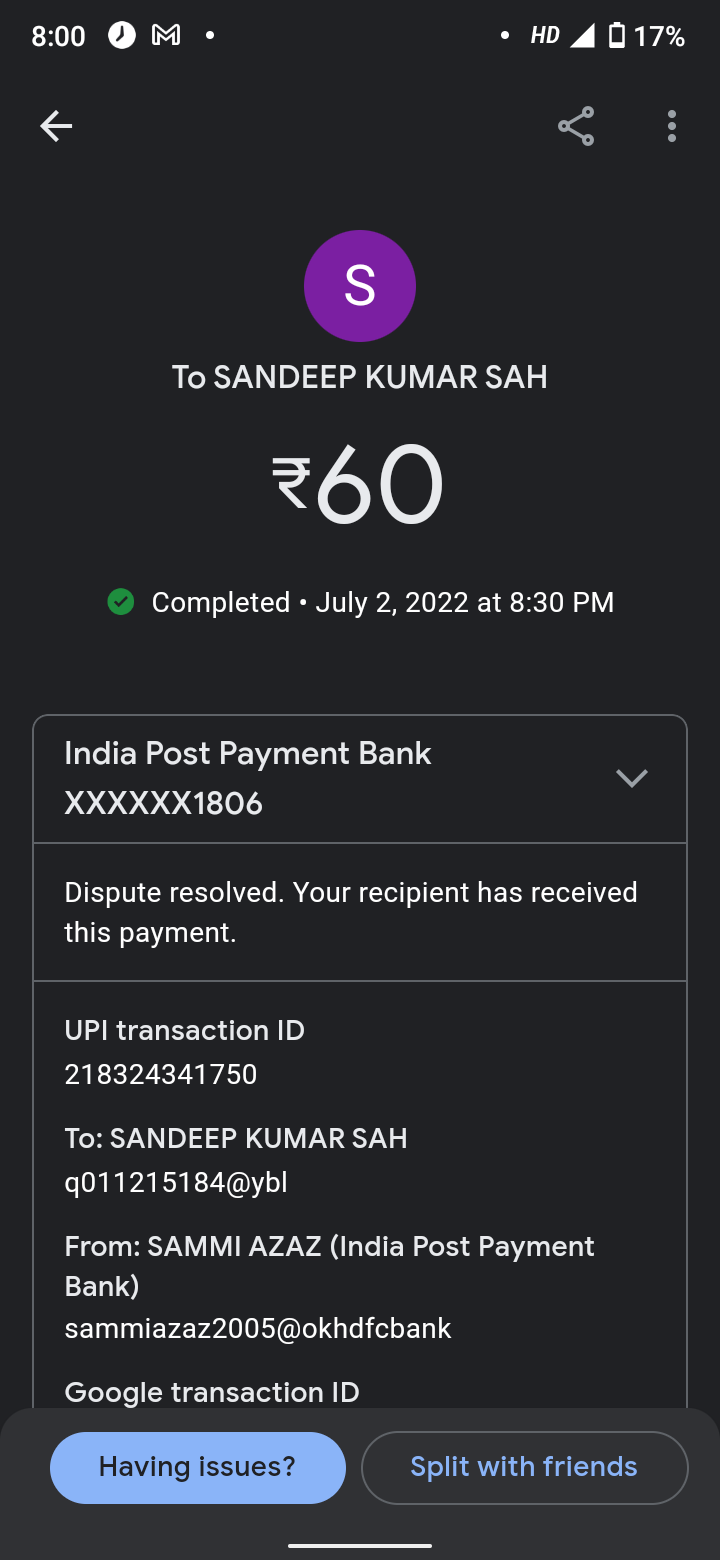 8:00
HD
17%
S
To SANDEEP KUMAR SAH
₹60
Completed • July 2, 2022 at 8:30 PM
India Post Payment Bank
XXXXXX1806
Dispute resolved. Your recipient has received
this payment.
UPI transaction ID
218324341750
To: SANDEEP KUMAR SAH
q011215184@ybl
From: SAMMI AZAZ (India Post Payment
Bank)
sammiazaz2005@okhdfcbank
Google transaction ID
Having issues?
Split with friends